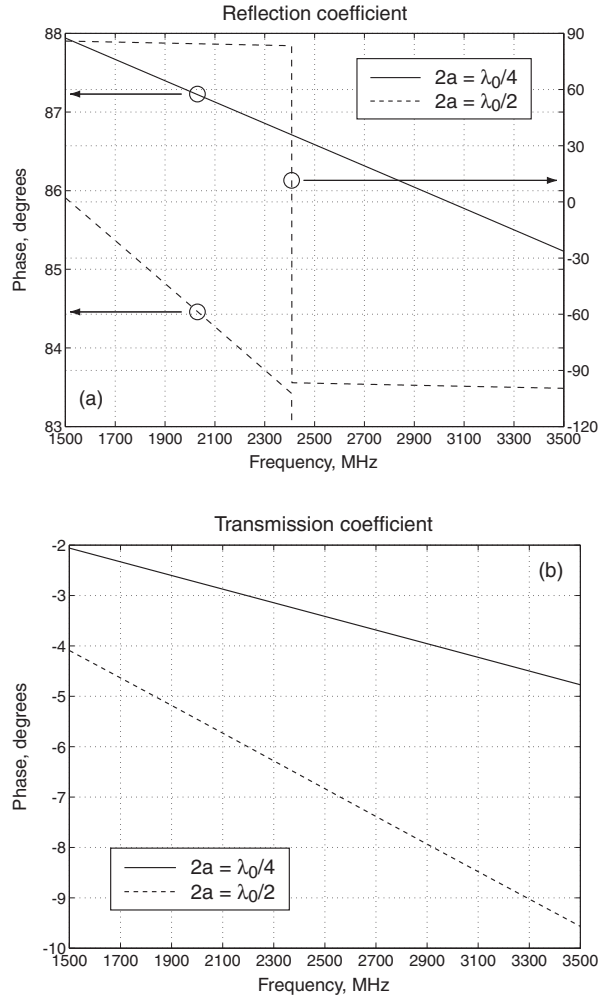 Reflection coefficient
88
87
86
85
84
83
90
60
30
0
-30
-60
-90
-120
2a = λ0/4
2a = λ0/2
(a)
Phase, degrees
1500 1700 1900 2100 2300 2500 2700 2900 3100 3300 3500
Frequency, MHz
Transmission coefficient
-2
-3
-4
-5
-6
-7
-8
-9
-10
(b)
2a = λ0/4
2a = λ0/2
Phase, degrees
1500 1700 1900 2100 2300 2500 2700 2900 3100 3300 3500
Frequency, MHz